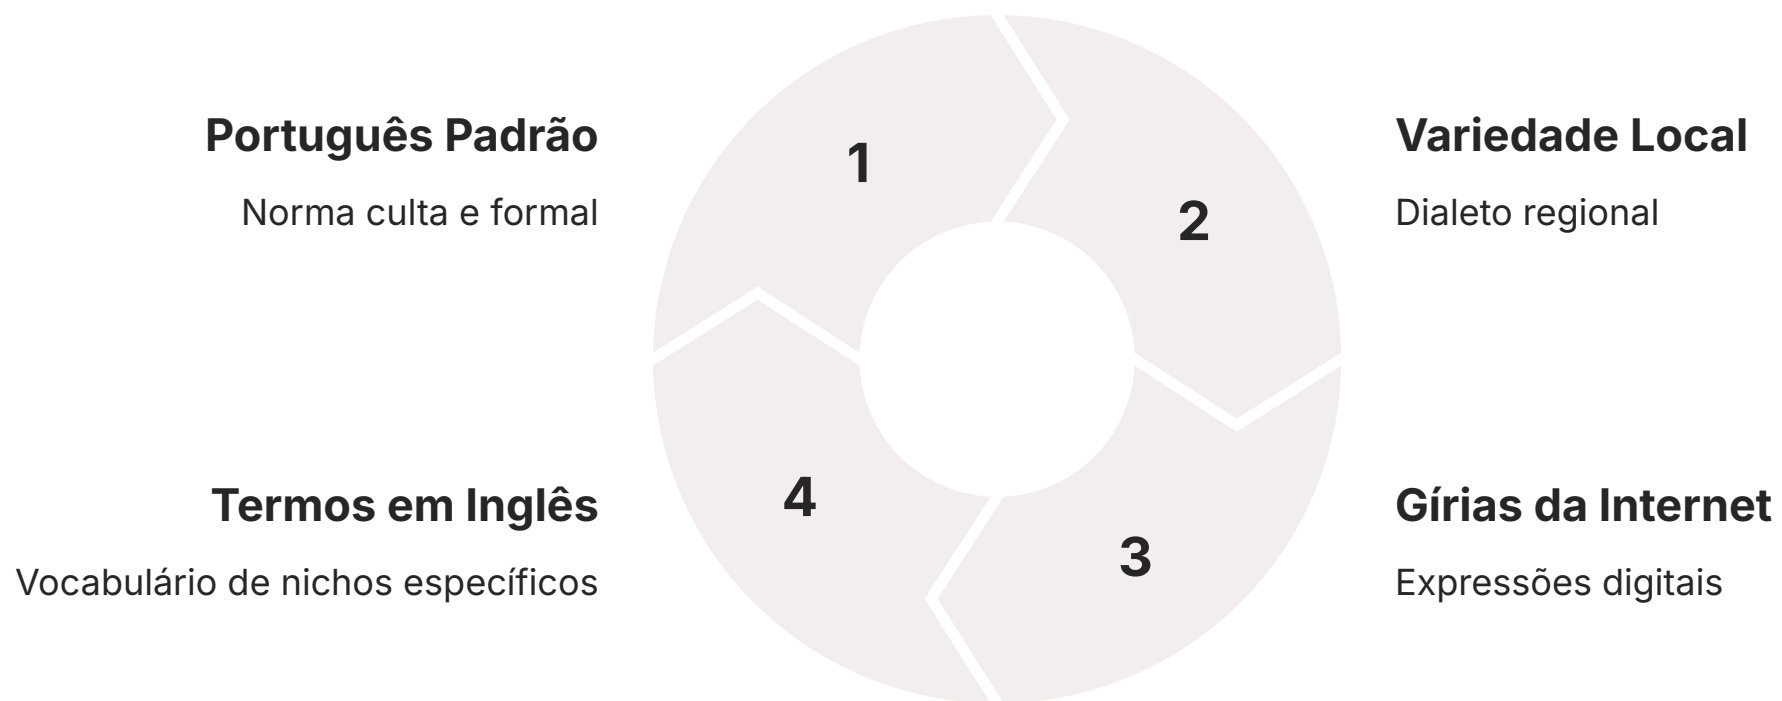 Português Padrão
Norma culta e formal
1
2
Variedade Local
Dialeto regional
Termos em Inglês
Vocabulário de nichos específicos
4
3
Gírias da Internet
Expressões digitais